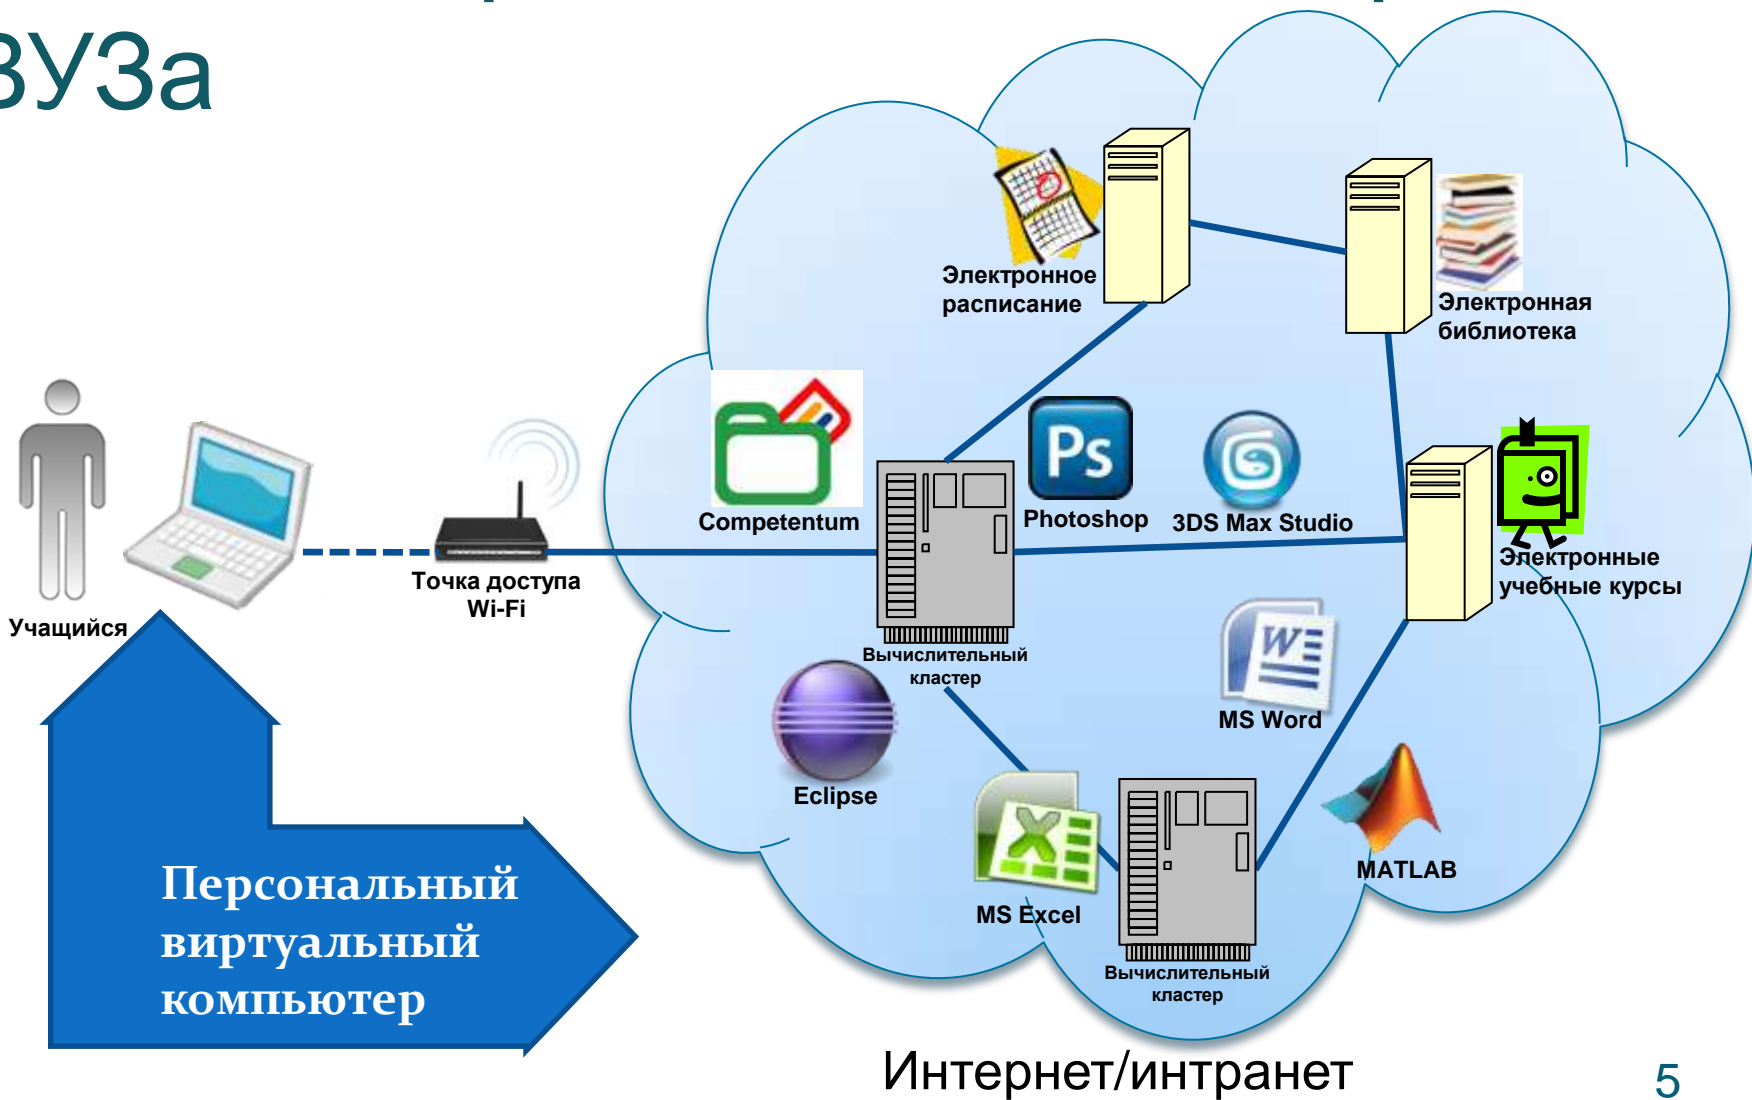 ВУЗа
Электронное
расписание
Электронная
библиотека
Competentum
Ps
Photoshop
3DS Max Studio
Электронные
учебные курсы
Точка доступа
Wi-Fi
Учащийся
Вычислительный
кластер
W
MS Word
Eclipse
MATLAB
X
MS Excel
Вычислительный
кластер
Персональный
виртуальный
компьютер
Интернет/интранет
5